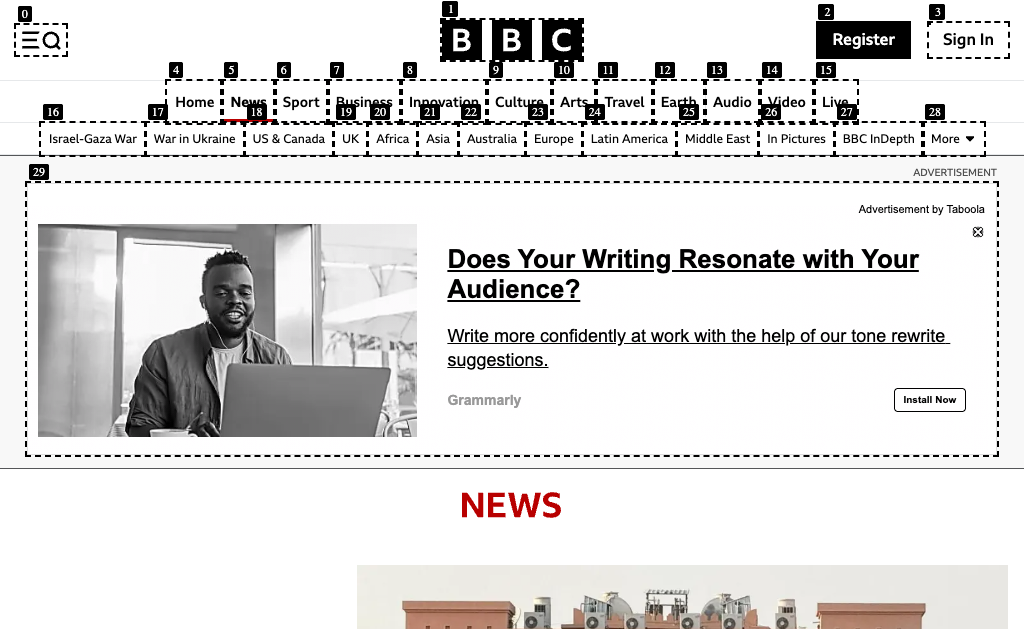 0
1
2
3
BBC
Register
Sign In
4
5
6
7
8
9
10
11
12
13
14
15
Home
News
Sport
Business
Innovation
Culture
Arts
Travel
Earth
Audio
Video
Live
16
17
18
19
20
21
22
23
24
25
26
27
28
Israel-Gaza War
War in Ukraine
US & Canada
UK
Africa
Asia
Australia
Europe
Latin America
Middle East
In Pictures
BBC InDepth
More
29
ADVERTISEMENT
Advertisement by Taboola
Does Your Writing Resonate with Your
Audience?
Write more confidently at work with the help of our tone rewrite
suggestions.
Grammarly
Install Now
NEWS